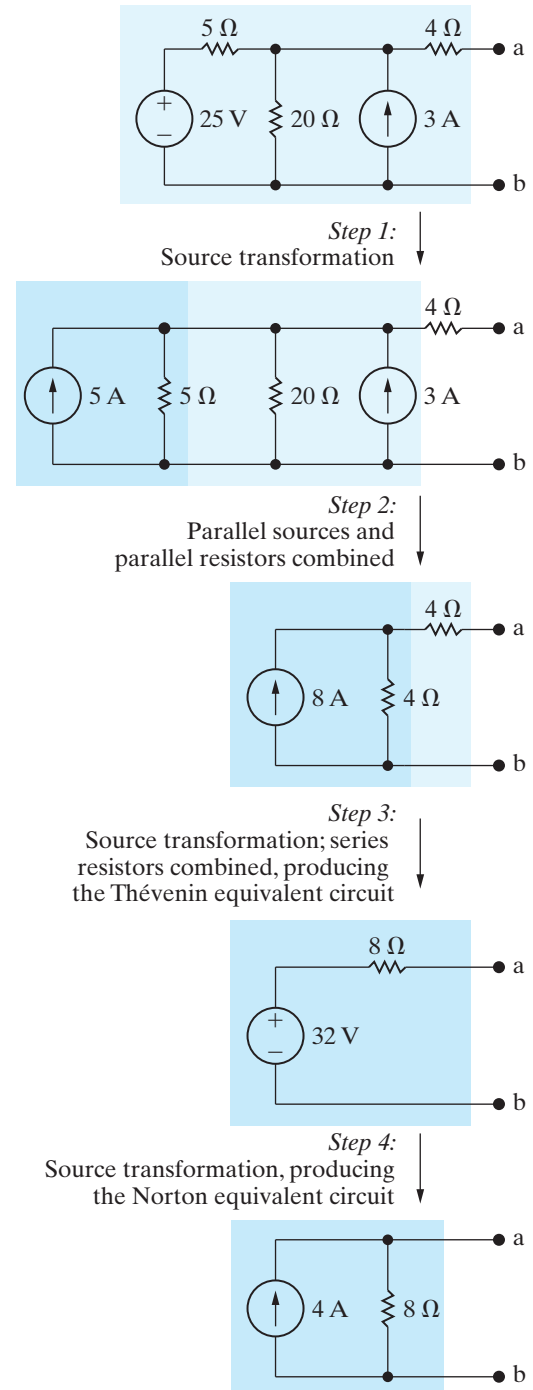 5 Ω 4 Ω
a
+
25 V 20 Ω 3 A
−
b
Step 1:
Source transformation
4 Ω
a
5 A 5 Ω 20 Ω 3 A
b
Step 2:
Parallel sources and
parallel resistors combined
4 Ω
a
8 A 4 Ω
b
Step 3:
Source transformation; series
resistors combined, producing
the Thévenin equivalent circuit
8 Ω
a
+
32 V
−
b
Step 4:
Source transformation, producing
the Norton equivalent circuit
a
4 A 8 Ω
b